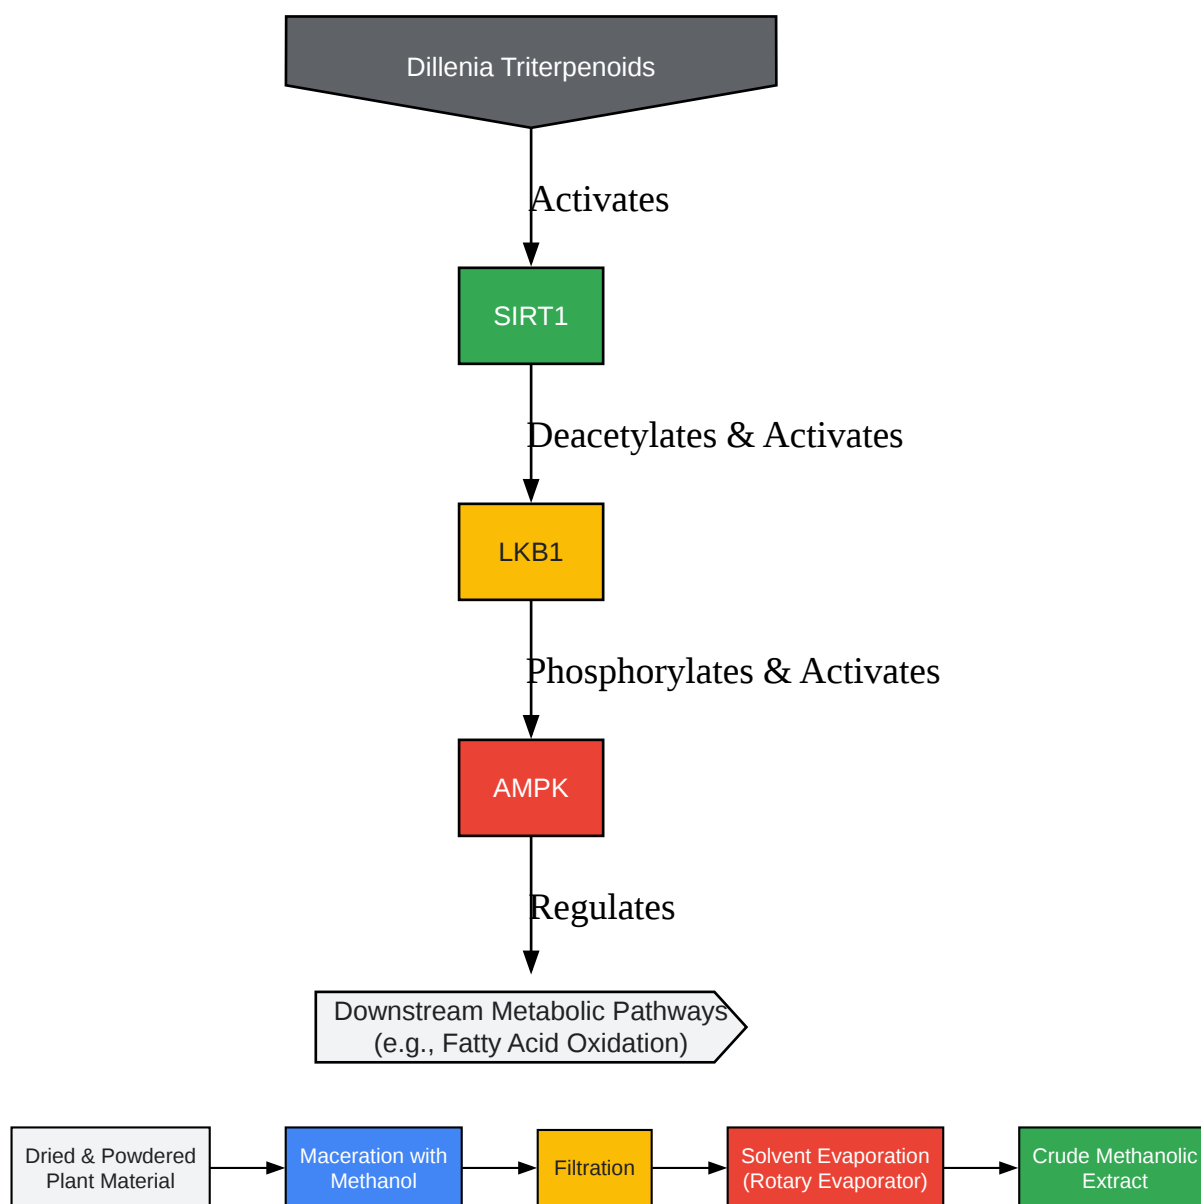 Dillenia Triterpenoids
Activates
SIRT1
Deacetylates & Activates
LKB1
Phosphorylates & Activates
AMPK
Regulates
Downstream Metabolic Pathways
(e.g., Fatty Acid Oxidation)
Dried & Powdered
Plant Material
Maceration with
Methanol
Filtration
Solvent Evaporation
(Rotary Evaporator)
Crude Methanolic
Extract